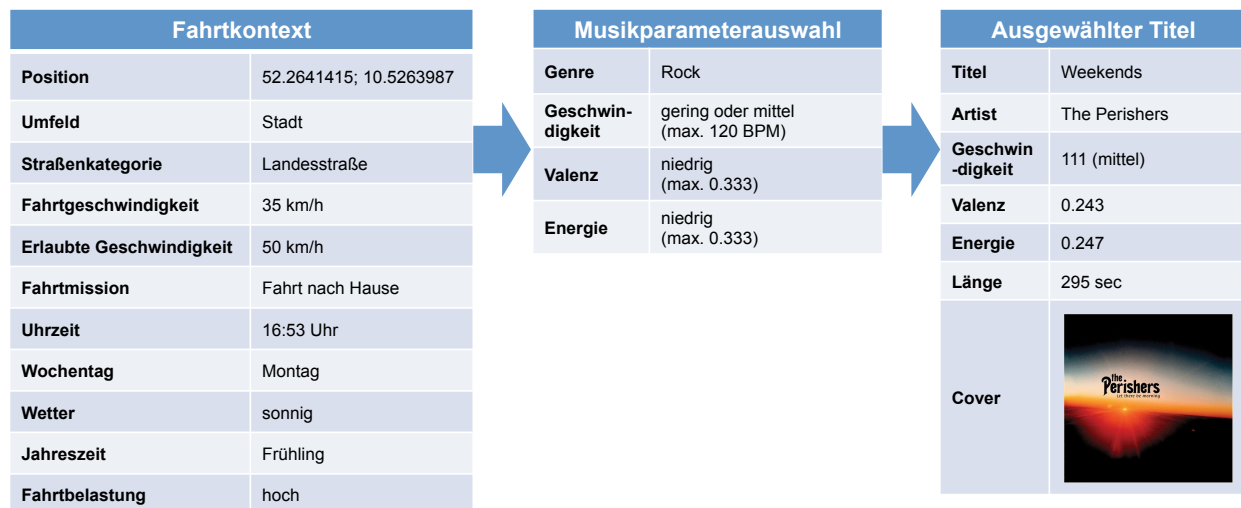 Fahrtkontext
Position 52.2641415; 10.5263987
Umfeld Stadt
Straßenkategorie Landesstraße
Fahrtgeschwindigkeit 35 km/h
Erlaubte Geschwindigkeit 50 km/h
Fahrtmission Fahrt nach Hause
Uhrzeit 16:53 Uhr
Wochentag Montag
Wetter sonnig
Jahreszeit Frühling
Fahrtbelastung hoch
Musikparameterauswahl
Genre Rock
Geschwin- gering oder mittel
digkeit (max. 120 BPM)
Valenz niedrig
(max. 0.333)
Energie niedrig
(max. 0.333)
Ausgewählter Titel
Titel Weekends
Artist The Perishers
Geschwin
-digkeit 111 (mittel)
Valenz 0.243
Energie 0.247
Länge 295 sec
Cover
the
Perishers
Let there be morning